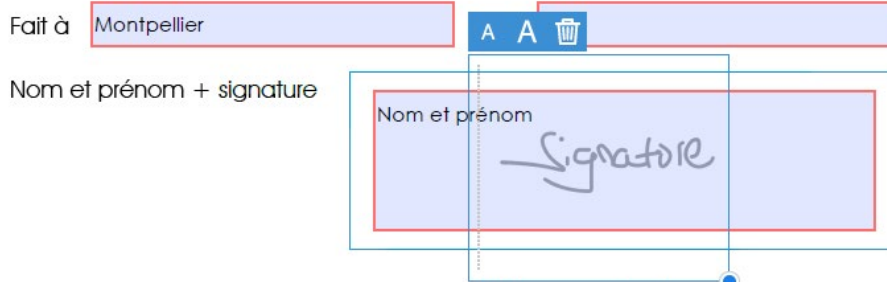 Fait à Montpellier
A A
Nom et prénom + signature
Nom et prénom
Signature